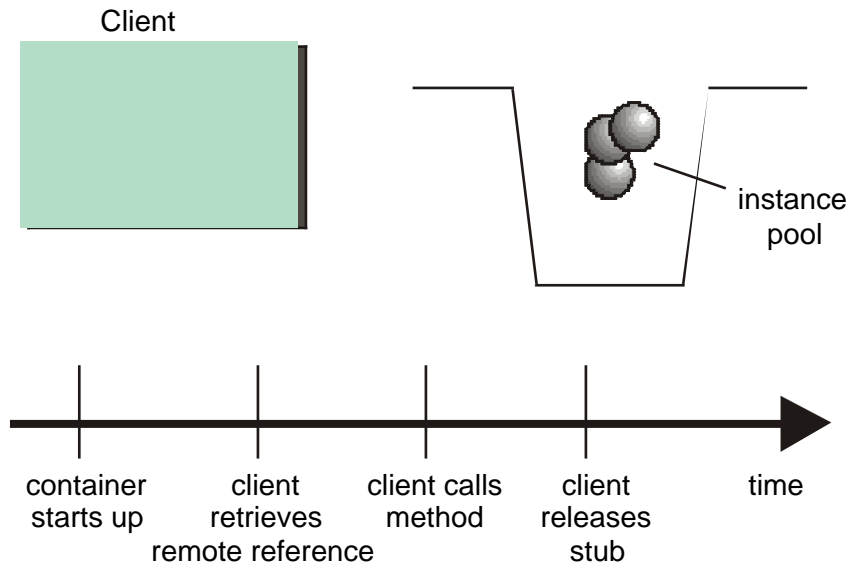 Client
instance
pool
container
starts up
client
retrieves
remote reference
client calls
method
client
releases
stub
time